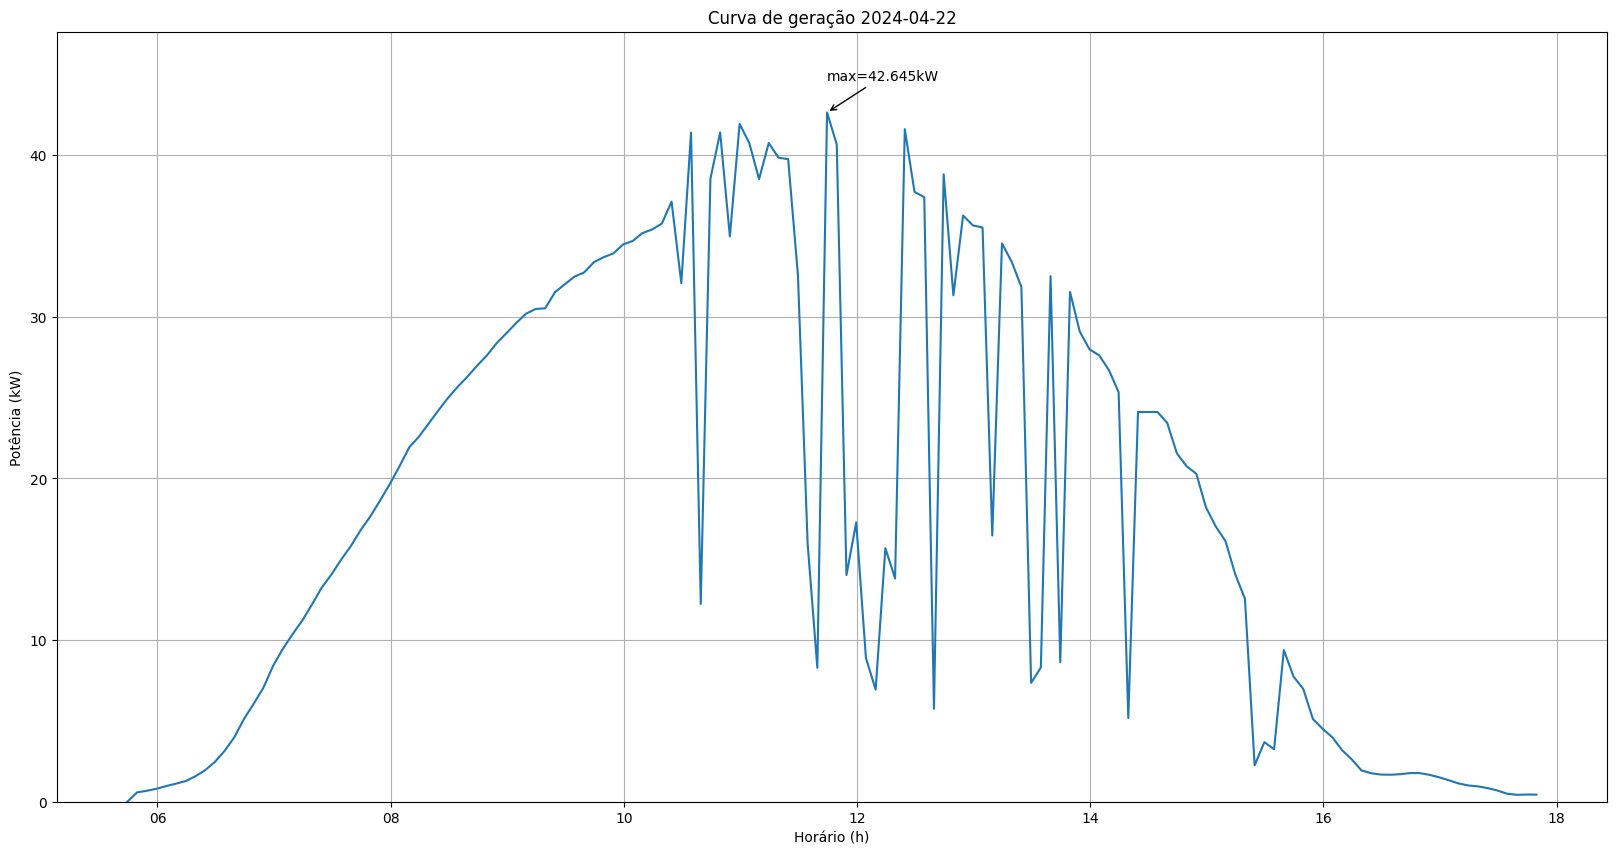 Curva de geração 2024-04-22
max=42.645kW
40
30
20
10
0
Potência (kW)
06 08 10 12 14 16 18
Horário (h)